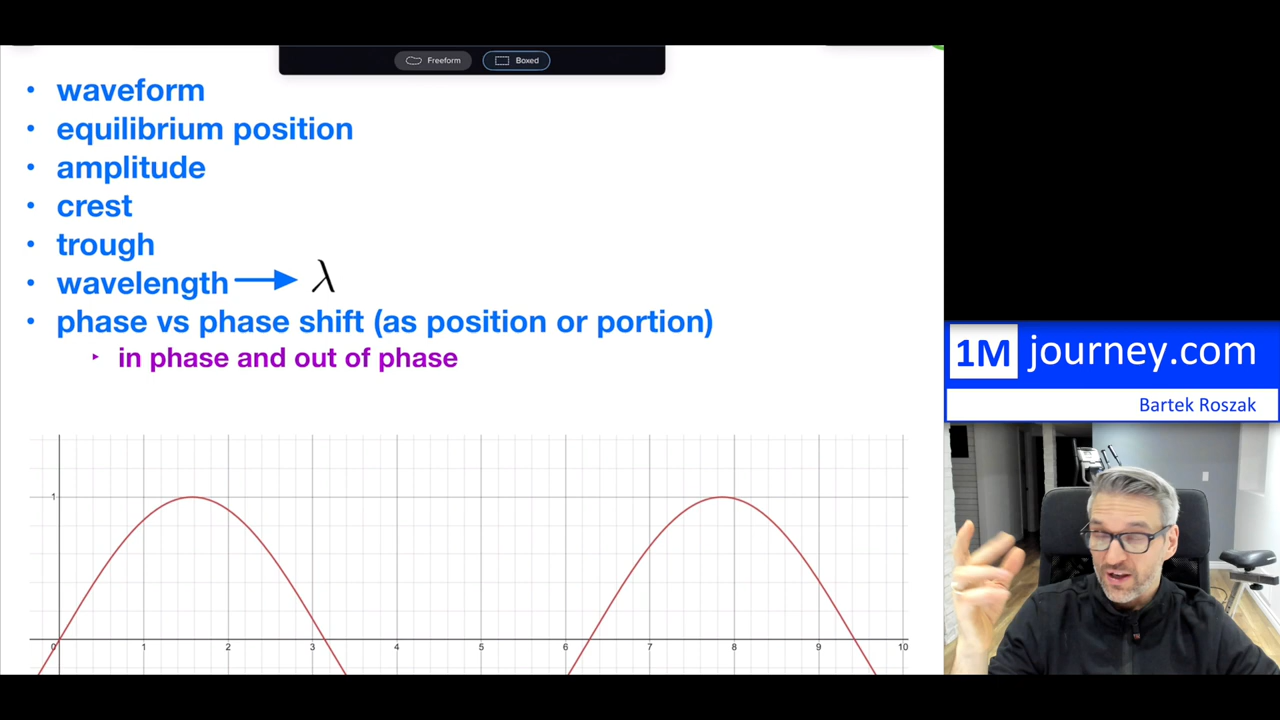 Freeform Boxed
• waveform
• equilibrium position
• amplitude
• crest
• trough
• wavelength → λ
• phase vs phase shift (as position or portion)
‣ in phase and out of phase
1M journey.com
Bartek Roszak
1
0 1 2 3 4 5 6 7 8 9 10